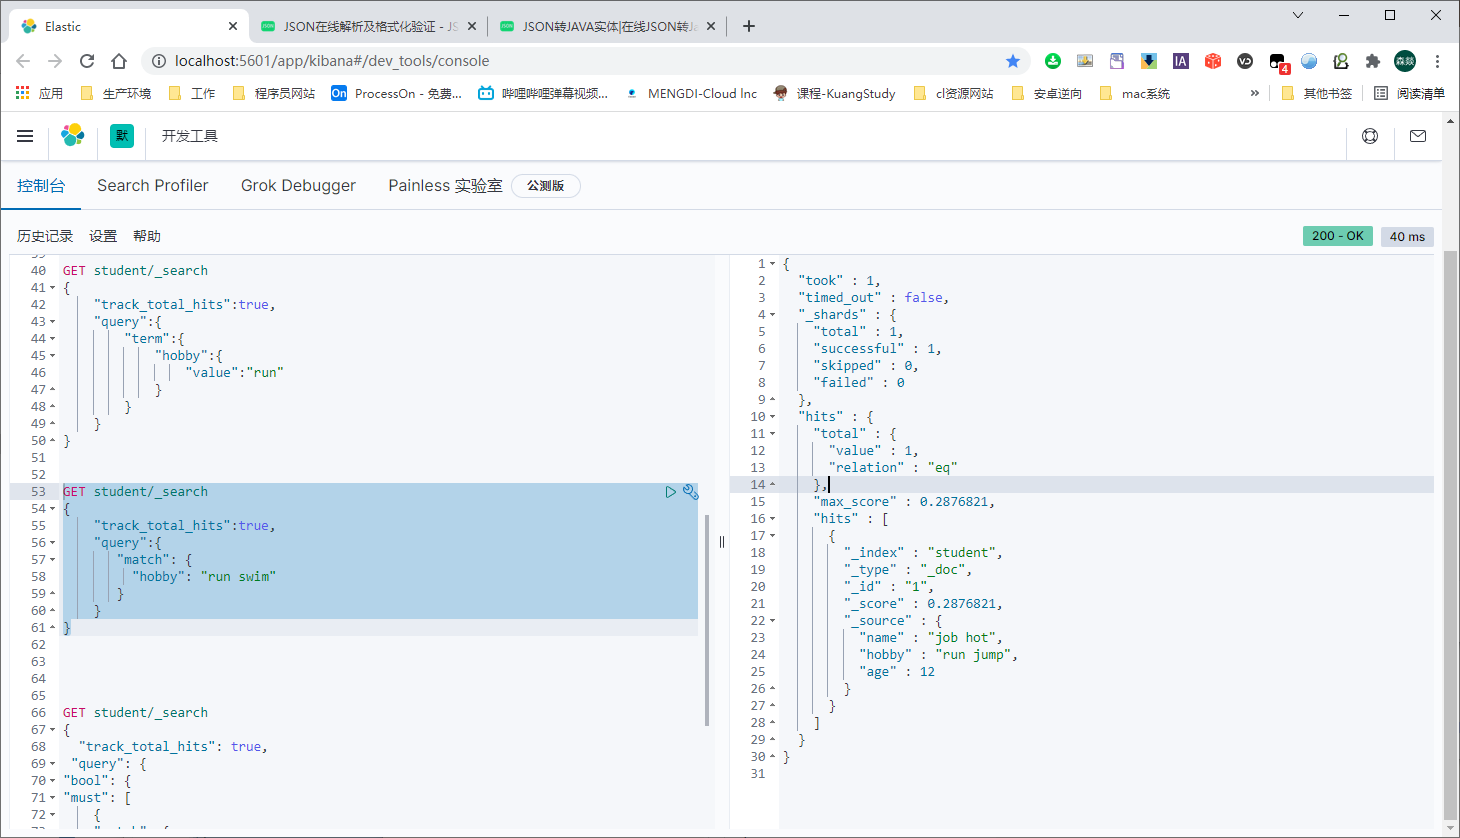 Elastic
JSON在线解析及格式化验证 - JS
JSON转JAVA实体|在线JSON转Ja
localhost:5601/app/kibana#/dev_tools/console
IA
4
森燚
应用
生产环境
工作
程序员网站
On ProcessOn - 免费...
哔哩哔哩弹幕视频...
MENGDI-Cloud Inc
课程-KuangStudy
cl资源网站
安卓逆向
mac系统
»
其他书签
阅读清单
默
开发工具
控制台
Search Profiler
Grok Debugger
Painless 实验室
公测版
历史记录
设置
帮助
200 - OK
40 ms
39
40 GET student/_search
41 {
42 "track_total_hits":true,
43 "query":{
44 "term":{
45 "hobby":{
46 "value":"run"
47 }
48 }
49 }
50 }
51
52
53 GET student/_search
54 {
55 "track_total_hits":true,
56 "query":{
57 "match": {
58 "hobby": "run swim"
59 }
60 }
61 }
62
63
64
65
66 GET student/_search
67 {
68 "track_total_hits": true,
69 "query": {
70 "bool": {
71 "must": [
72 {
1 {
2 "took" : 1,
3 "timed_out" : false,
4 "_shards" : {
5 "total" : 1,
6 "successful" : 1,
7 "skipped" : 0,
8 "failed" : 0
9 },
10 "hits" : {
11 "total" : {
12 "value" : 1,
13 "relation" : "eq"
14 },
15 "max_score" : 0.2876821,
16 "hits" : [
17 {
18 "_index" : "student",
19 "_type" : "_doc",
20 "_id" : "1",
21 "_score" : 0.2876821,
22 "_source" : {
23 "name" : "job hot",
24 "hobby" : "run jump",
25 "age" : 12
26 }
27 }
28 ]
29 }
30 }
31